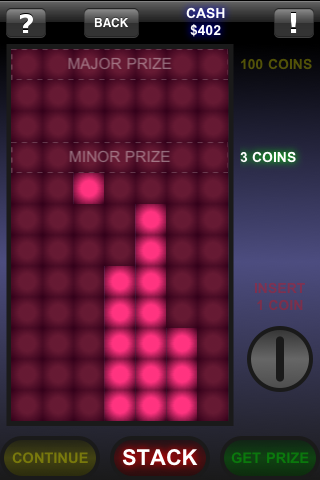 ?
BACK
CASH
$402
!
MAJOR PRIZE
100 COINS
MINOR PRIZE
3 COINS
INSERT
1 COIN
CONTINUE
STACK
GET PRIZE